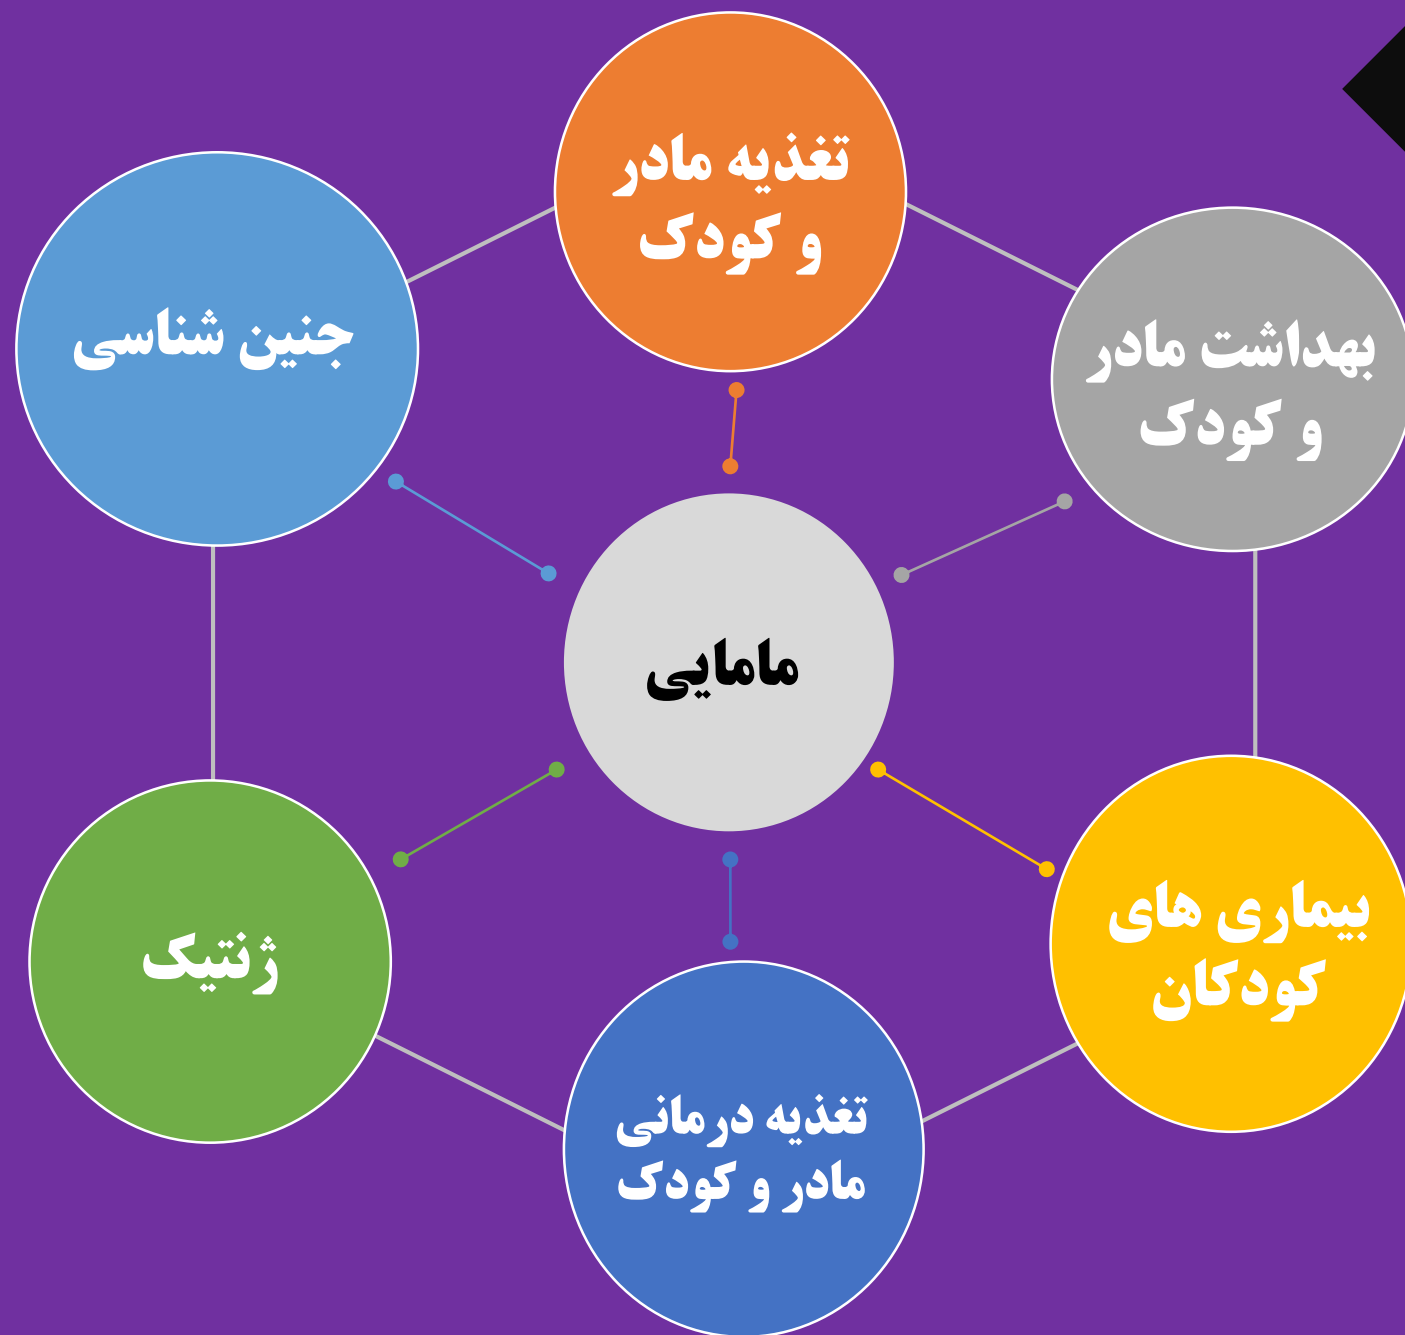 تغذیه مادر
و کودک
بهداشت مادر
و کودک
جنین شناسی
مامایی
بیماری های
کودکان
ژنتیک
تغذیه درمانی
مادر و کودک